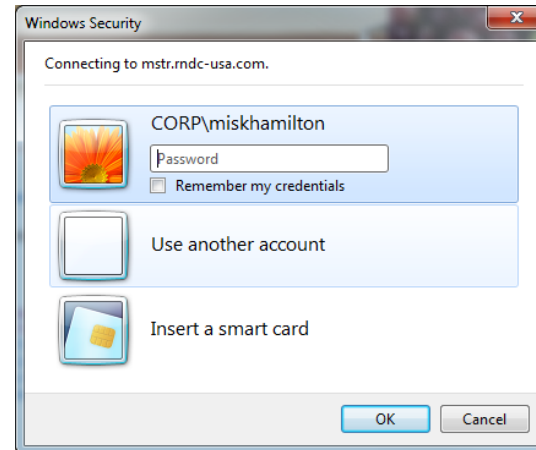 Windows Security
Connecting to mstr.rndc-usa.com.
CORP\miskhamilton
Password
Remember my credentials
Use another account
Insert a smart card
OK
Cancel